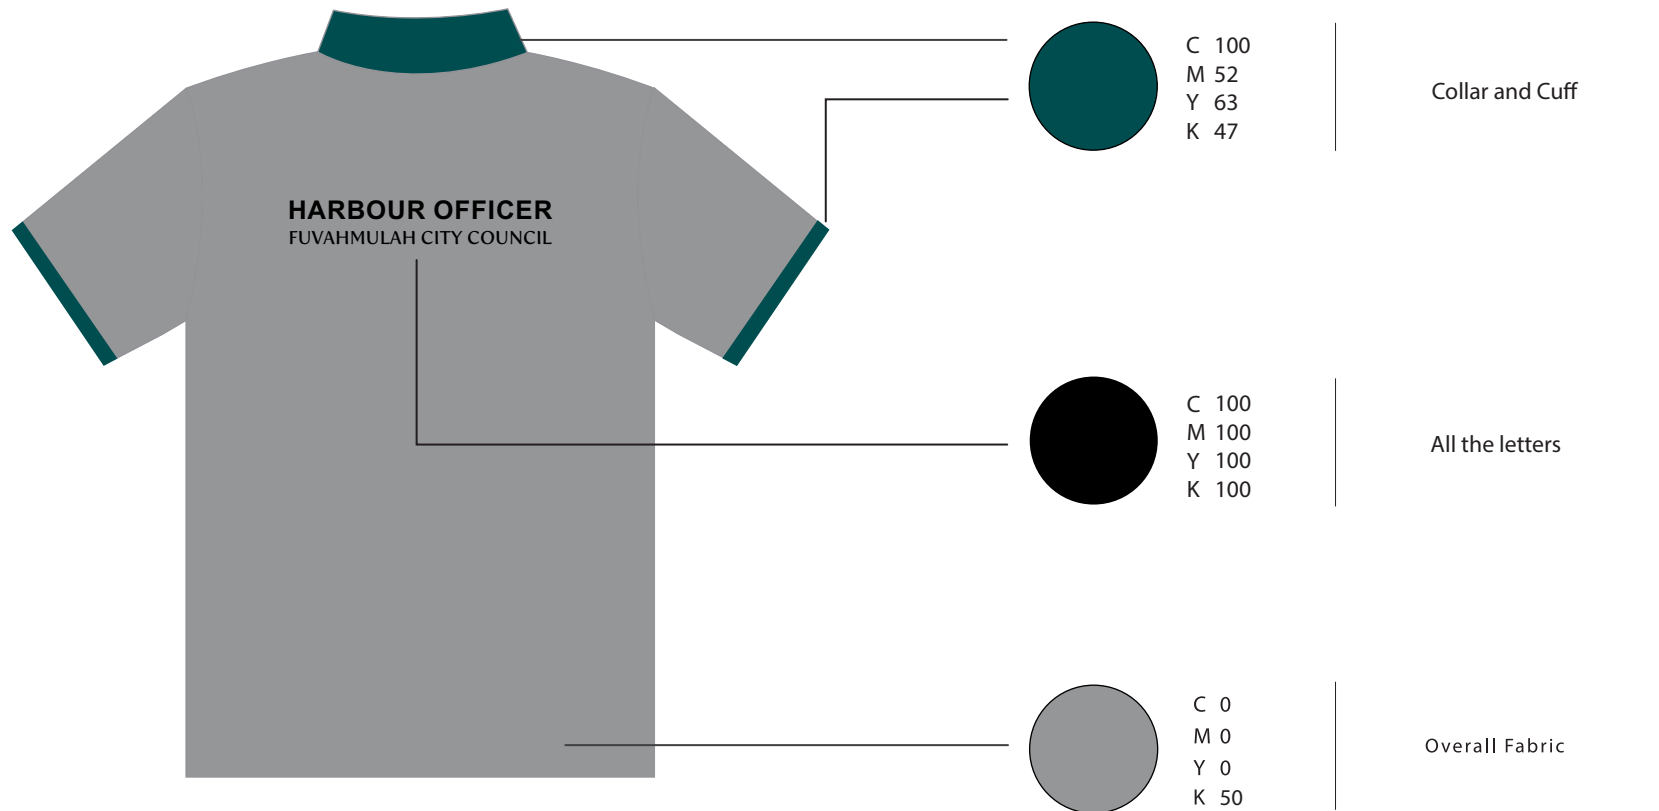 HARBOUR OFFICER
FUVAHMULAH CITY COUNCIL
C 100
M 52
Y 63
K 47
Collar and Cuff
C 100
M 100
Y 100
K 100
All the letters
C 0
M 0
Y 0
K 50
Overall Fabric